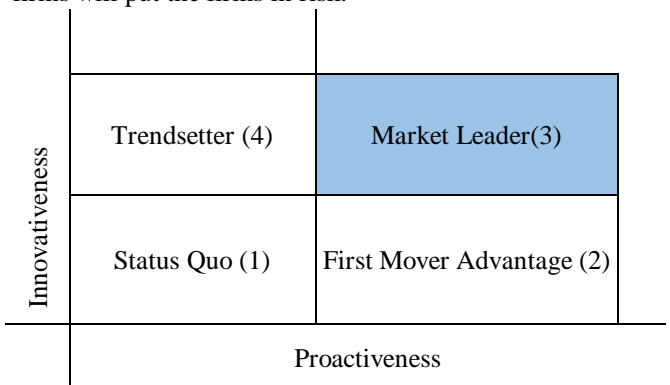 firms will put the firms in risk.
Trendsetter (4)
Market Leader(3)
Innovativeness
Status Quo (1)
First Mover Advantage (2)
Proactiveness